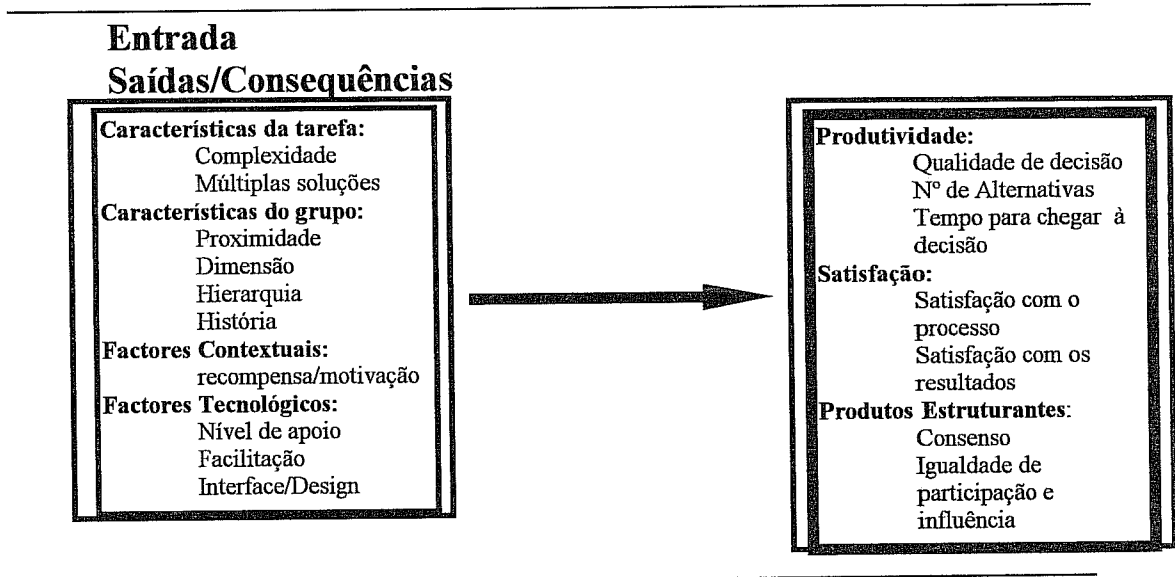 Entrada
Saídas/Consequências
Características da tarefa:
Complexidade
Múltiplas soluções
Características do grupo:
Proximidade
Dimensão
Hierarquia
História
Factores Contextuais:
recompensa/motivação
Factores Tecnológicos:
Nível de apoio
Facilitação
Interface/Design
Produtividade:
Qualidade de decisão
Nº de Alternativas
Tempo para chegar à
decisão
Satisfação:
Satisfação com o
processo
Satisfação com os
resultados
Produtos Estruturantes:
Consenso
Igualdade de
participação e
influência